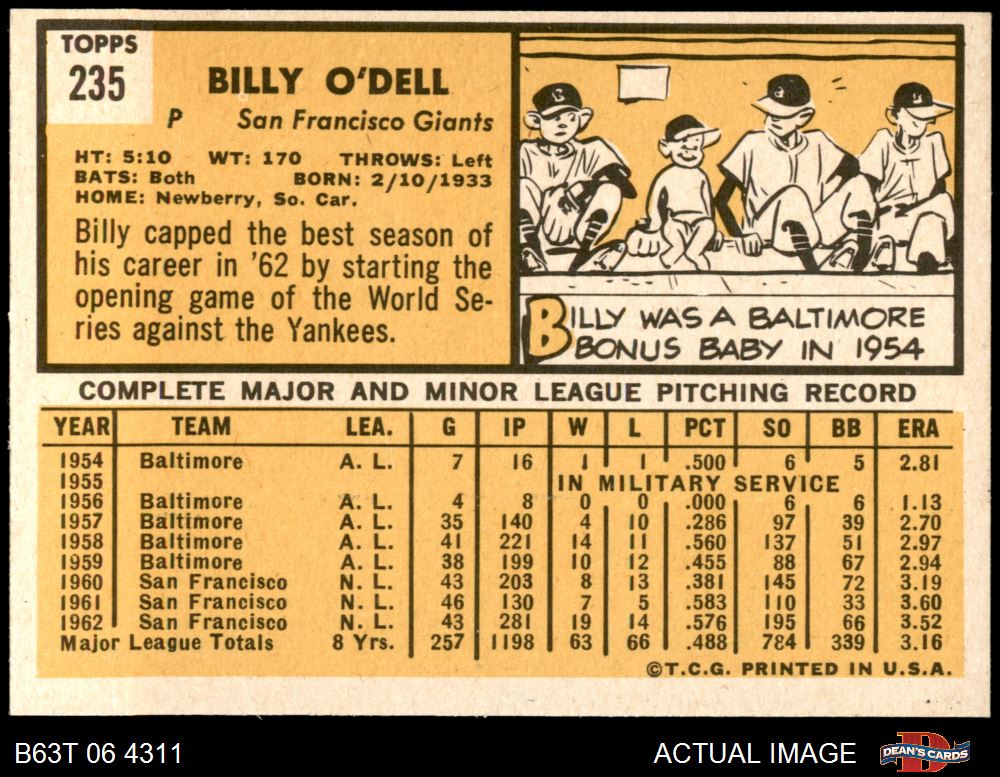 TOPPS
235
BILLY O'DELL
P San Francisco Giants
HT: 5:10 WT: 170 THROWS: Left
BATS: Both BORN: 2/10/1933
HOME: Newberry, So. Car.
Billy capped the best season of
his career in '62 by starting the
opening game of the World Se-
ries against the Yankees.
BILLY WAS A BALTIMORE
BONUS BABY IN 1954
COMPLETE MAJOR AND MINOR LEAGUE PITCHING RECORD
YEAR TEAM LEA. G IP W L PCT SO BB ERA
1954 Baltimore A. L. 7 16 1 1 .500 6 5 2.81
1955 IN MILITARY SERVICE
1956 Baltimore A. L. 4 8 0 0 .000 6 6 1.13
1957 Baltimore A. L. 35 140 4 10 .286 97 39 2.70
1958 Baltimore A. L. 41 221 14 11 .560 137 51 2.97
1959 Baltimore A. L. 38 199 10 12 .455 88 67 2.94
1960 San Francisco N. L. 43 203 8 13 .381 145 72 3.19
1961 San Francisco N. L. 46 130 7 5 .583 110 33 3.60
1962 San Francisco N. L. 43 281 19 14 .576 195 66 3.52
Major League Totals 8 Yrs. 257 1198 63 66 .488 784 339 3.16
©T.C.G. PRINTED IN U.S.A.
B63T 06 4311 ACTUAL IMAGE DEAN'S CARDS